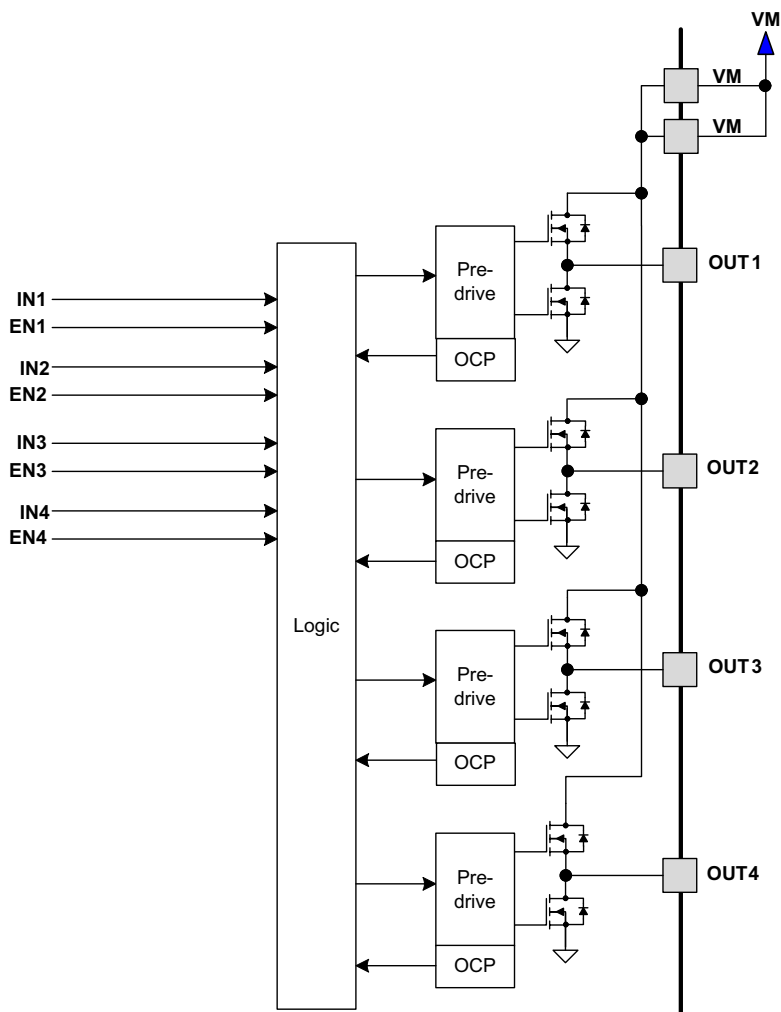 VM
VM
VM
OUT1
Pre-
drive
OCP
IN1
EN1
IN2
EN2
IN3
EN3
IN4
EN4
OUT2
Pre-
drive
OCP
Logic
OUT3
Pre-
drive
OCP
OUT4
Pre-
drive
OCP